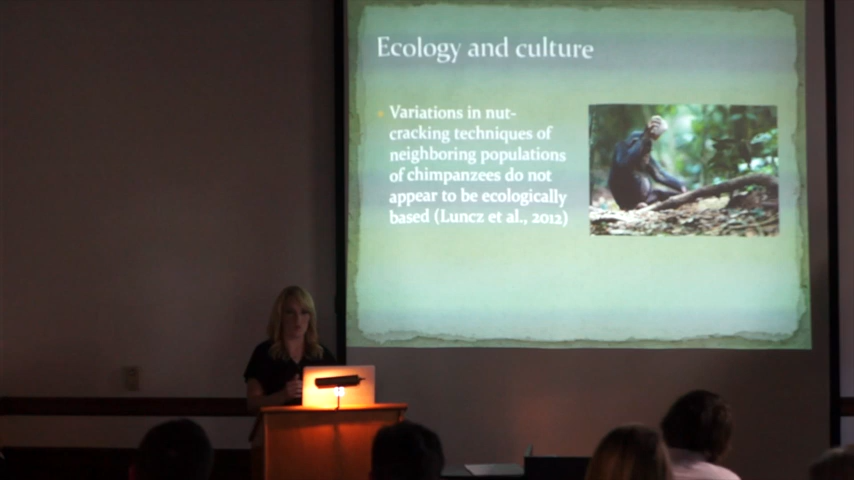 Ecology and culture
Variations in nut-
cracking techniques of
neighboring populations
of chimpanzees do not
appear to be ecologically
based (Luncz et al., 2012)